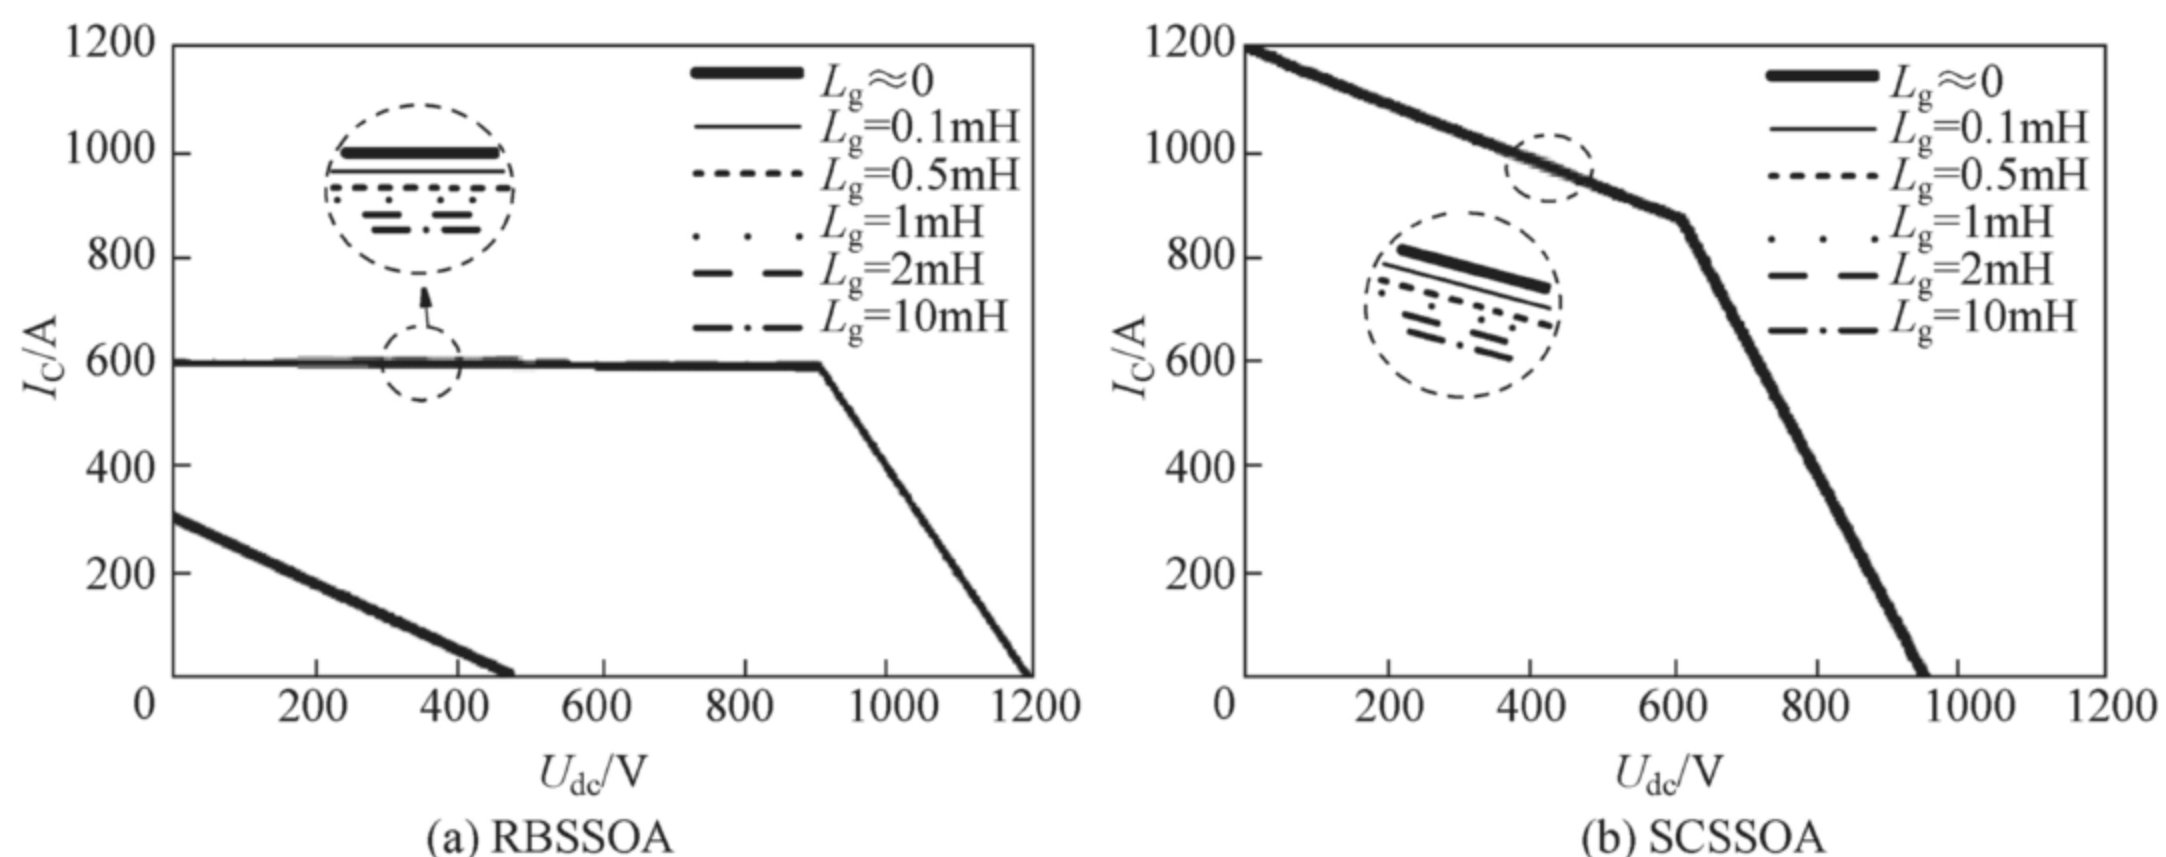 1200
1000
800
600
400
200
0
I_C/A
L_g≈0
L_g=0.1mH
L_g=0.5mH
L_g=1mH
L_g=2mH
L_g=10mH
200 400 600 800 1000 1200
U_dc/V
(a) RBSSOA
1200
1000
800
600
400
200
0
I_C/A
L_g≈0
L_g=0.1mH
L_g=0.5mH
L_g=1mH
L_g=2mH
L_g=10mH
200 400 600 800 1000 1200
U_dc/V
(b) SCSSOA